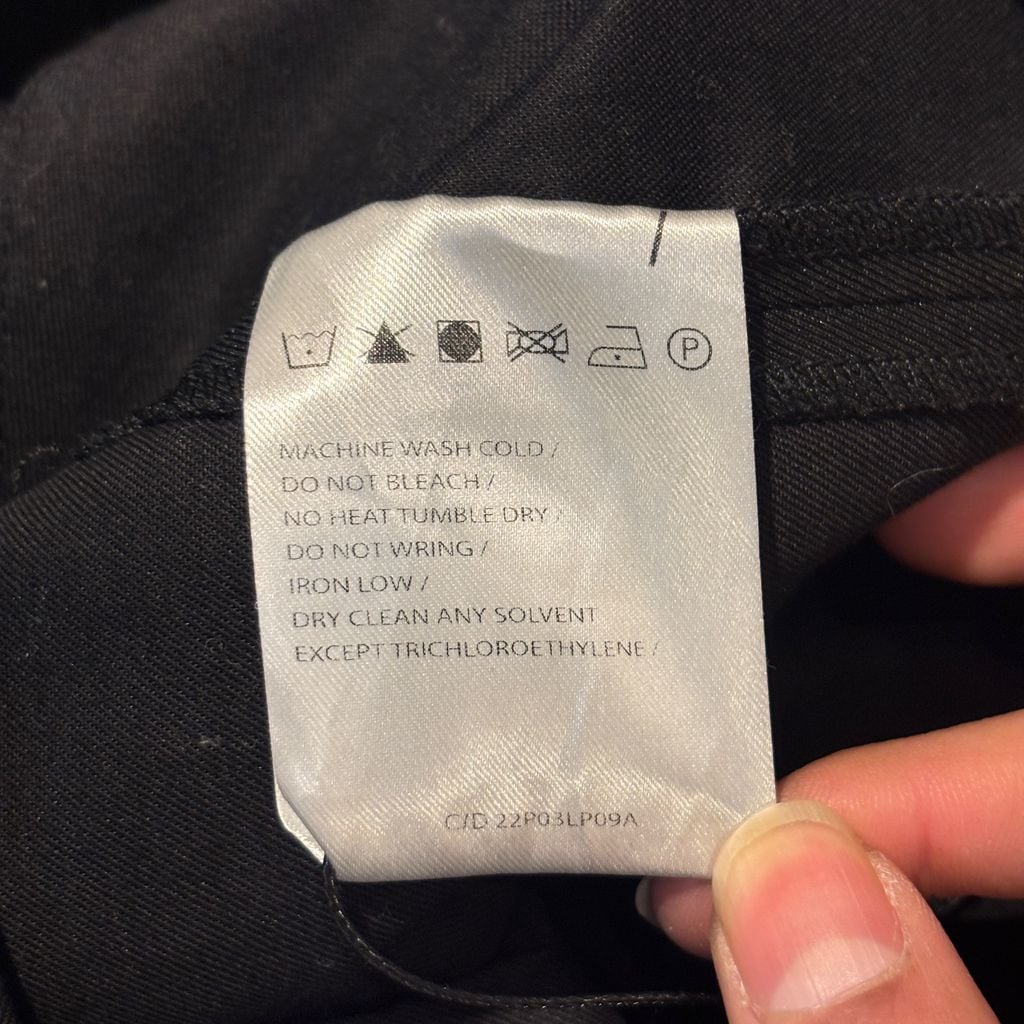 P
MACHINE WASH COLD /
DO NOT BLEACH /
NO HEAT TUMBLE DRY /
DO NOT WRING /
IRON LOW /
DRY CLEAN ANY SOLVENT
EXCEPT TRICHLOROETHYLENE /
C/D 22P03LP09A